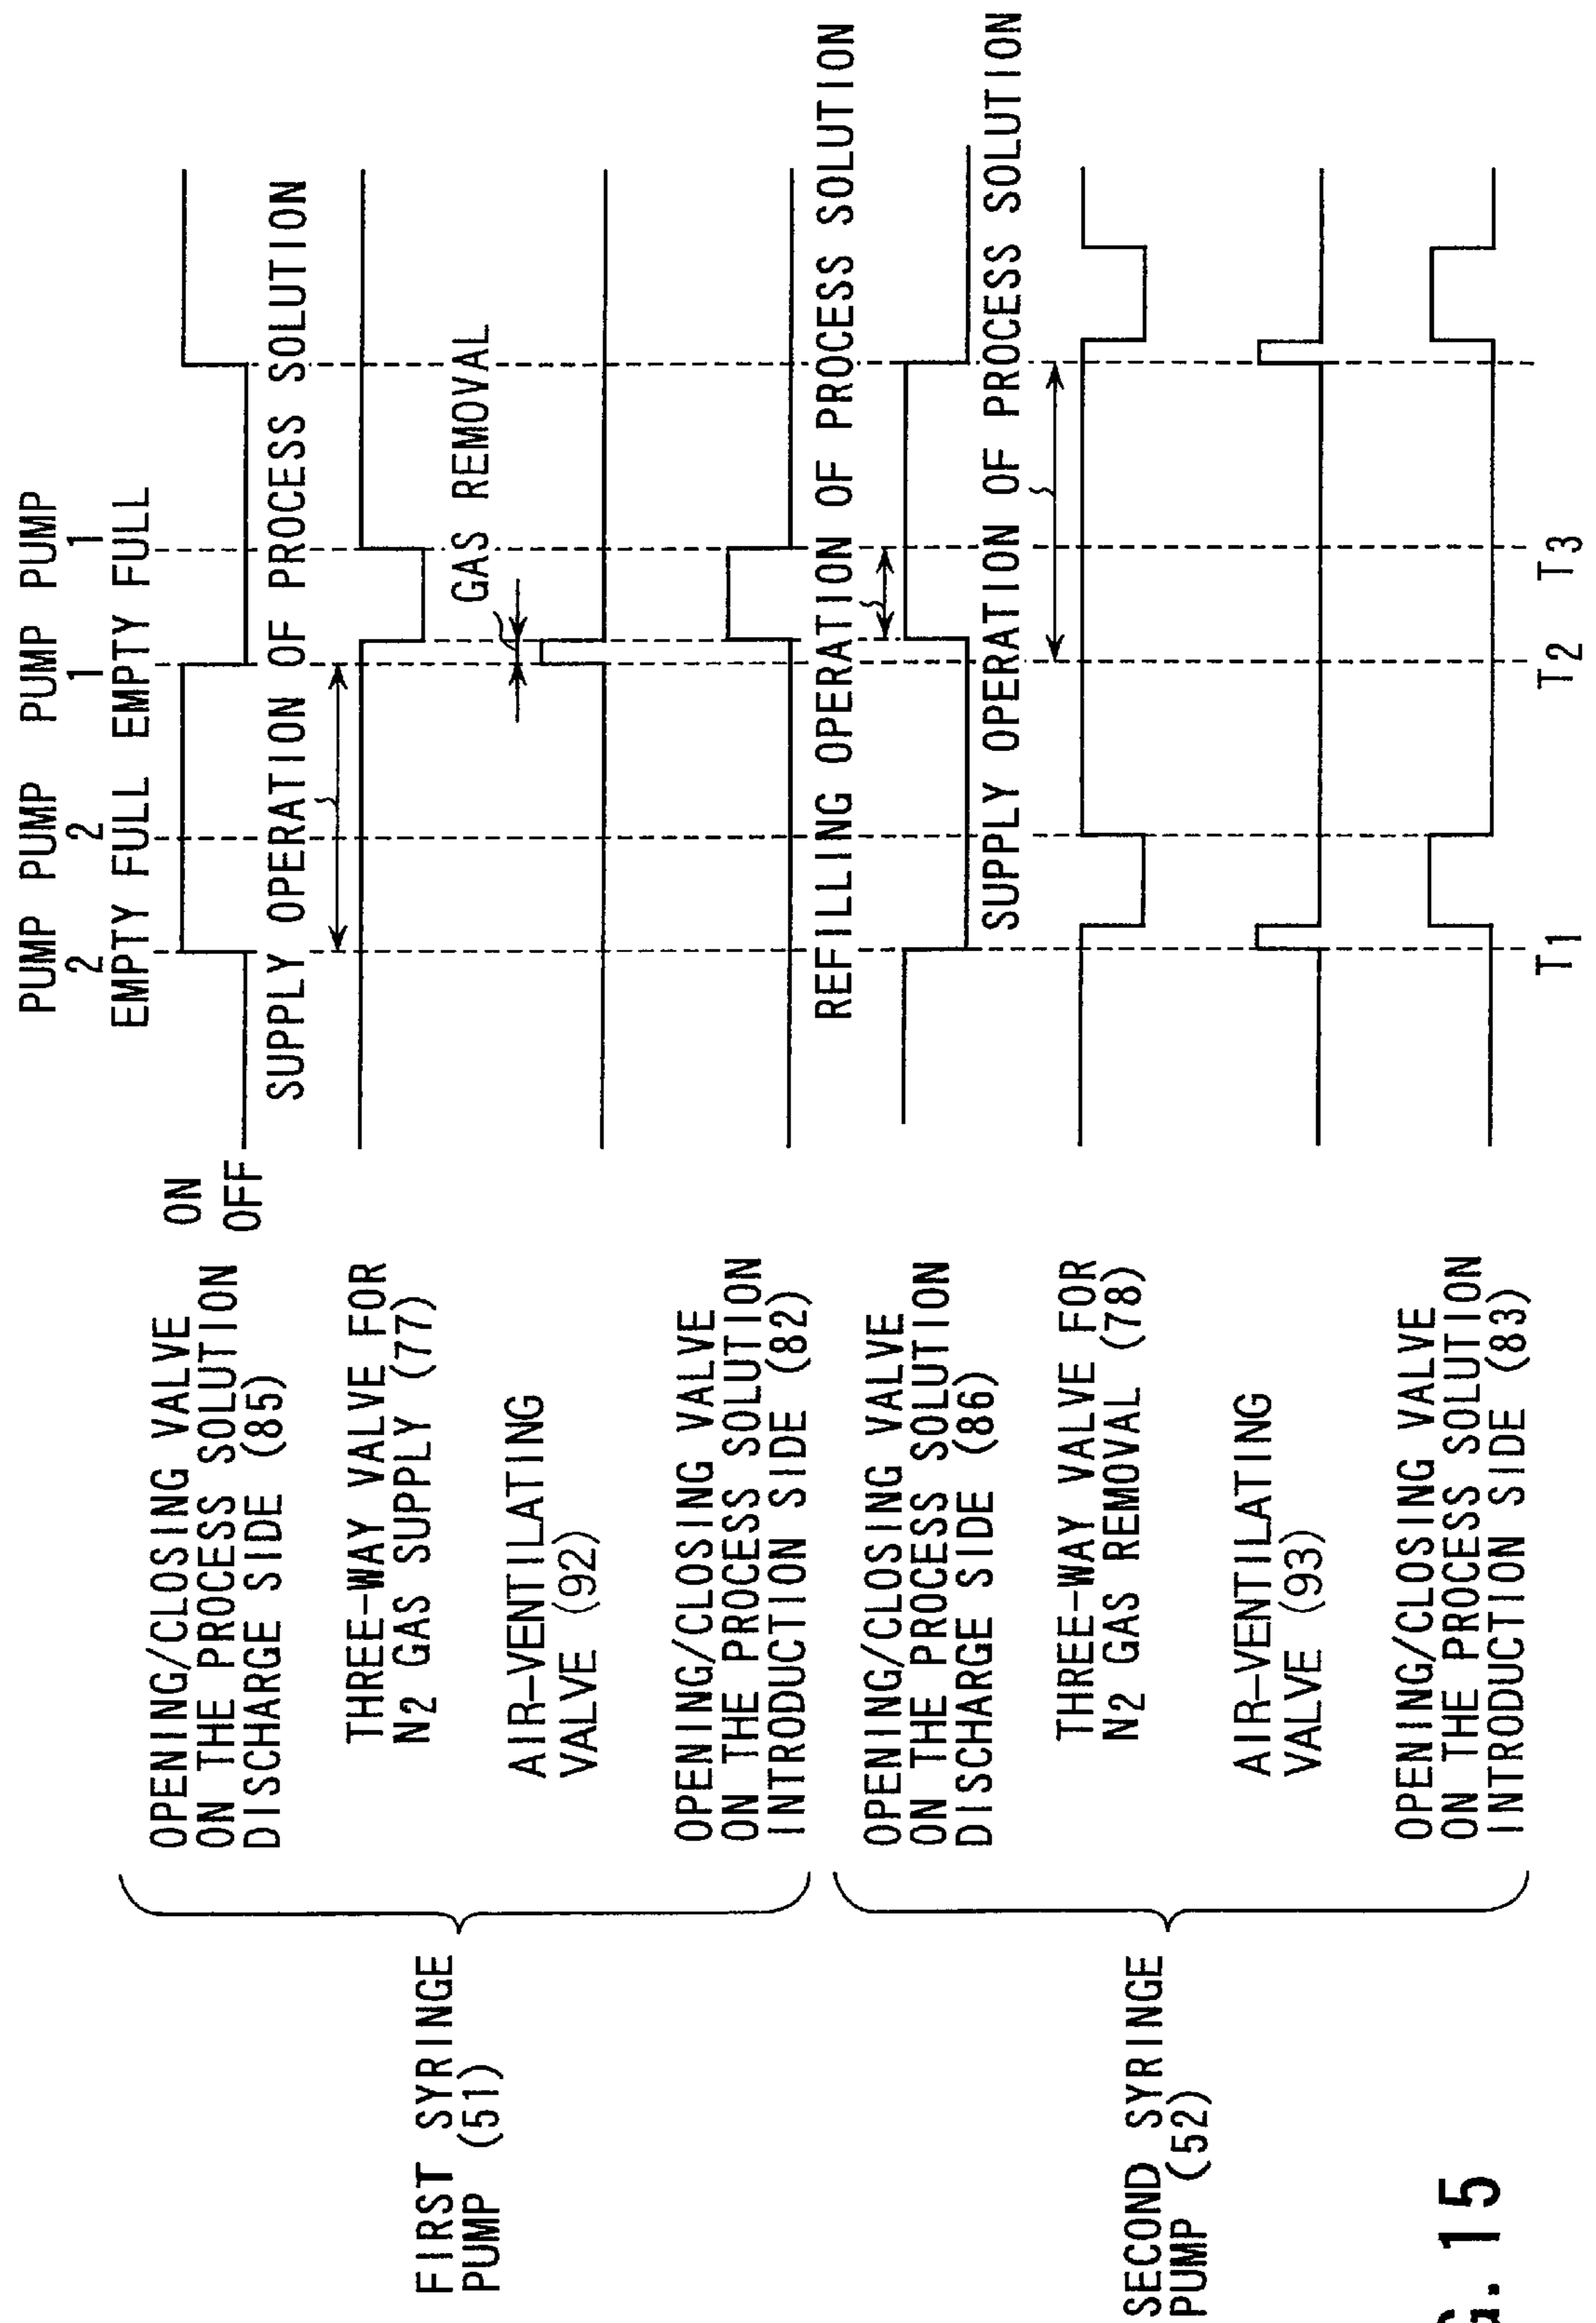 PUMP PUMP PUMP PUMP
2 2 1 1
EMPTY FULL EMPTY FULL
FIRST SYRINGE
PUMP (51)
OPENING/CLOSING VALVE
ON THE PROCESS SOLUTION
DISCHARGE SIDE (85)
ON
OFF
SUPPLY OPERATION OF PROCESS SOLUTION
THREE-WAY VALVE FOR
N2 GAS SUPPLY (77)
GAS REMOVAL
AIR-VENTILATING
VALVE (92)
OPENING/CLOSING VALVE
ON THE PROCESS SOLUTION
INTRODUCTION SIDE (82)
REFILLING OPERATION OF PROCESS SOLUTION
SECOND SYRINGE
PUMP (52)
OPENING/CLOSING VALVE
ON THE PROCESS SOLUTION
DISCHARGE SIDE (86)
SUPPLY OPERATION OF PROCESS SOLUTION
THREE-WAY VALVE FOR
N2 GAS REMOVAL (78)
AIR-VENTILATING
VALVE (93)
OPENING/CLOSING VALVE
ON THE PROCESS SOLUTION
INTRODUCTION SIDE (83)
T1 T2 T3
G. 15